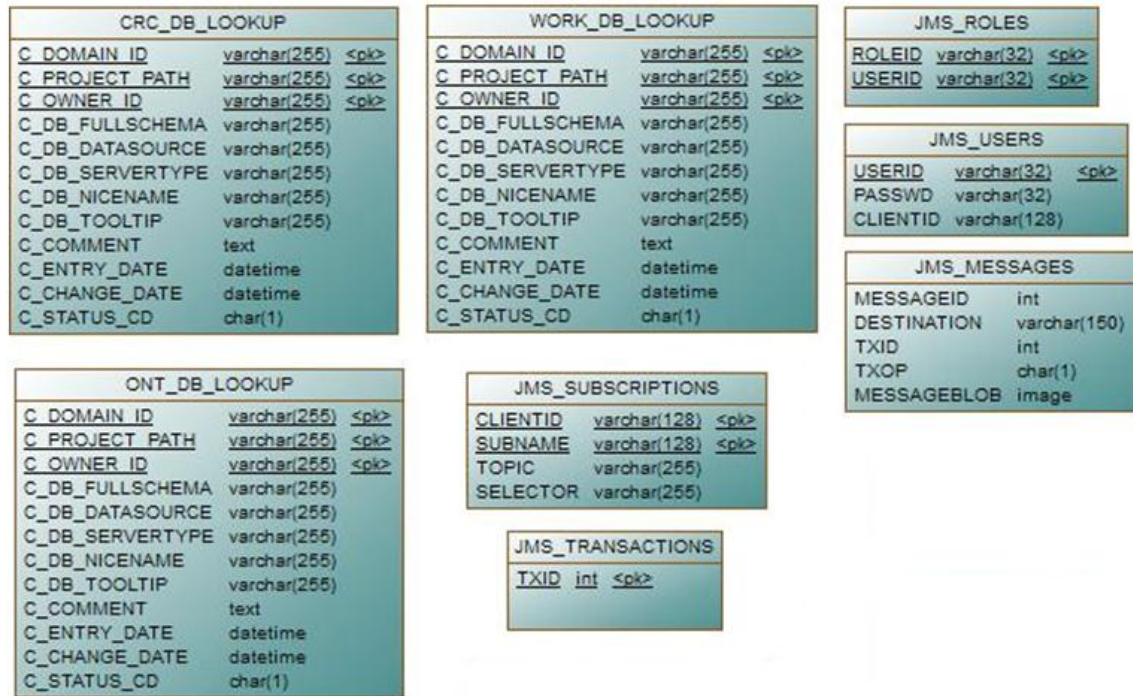 CRC_DB_LOOKUP
C_DOMAIN_ID varchar(255) <pk>
C_PROJECT_PATH varchar(255) <pk>
C_OWNER_ID varchar(255) <pk>
C_DB_FULLSCHEMA varchar(255)
C_DB_DATASOURCE varchar(255)
C_DB_SERVERTYPE varchar(255)
C_DB_NICENAME varchar(255)
C_DB_TOOLTIP varchar(255)
C_COMMENT text
C_ENTRY_DATE datetime
C_CHANGE_DATE datetime
C_STATUS_CD char(1)
WORK_DB_LOOKUP
C_DOMAIN_ID varchar(255) <pk>
C_PROJECT_PATH varchar(255) <pk>
C_OWNER_ID varchar(255) <pk>
C_DB_FULLSCHEMA varchar(255)
C_DB_DATASOURCE varchar(255)
C_DB_SERVERTYPE varchar(255)
C_DB_NICENAME varchar(255)
C_DB_TOOLTIP varchar(255)
C_COMMENT text
C_ENTRY_DATE datetime
C_CHANGE_DATE datetime
C_STATUS_CD char(1)
JMS_ROLES
ROLEID varchar(32) <pk>
USERID varchar(32) <pk>
JMS_USERS
USERID varchar(32) <pk>
PASSWD varchar(32)
CLIENTID varchar(128)
JMS_MESSAGES
MESSAGEID int
DESTINATION varchar(150)
TXID int
TXOP char(1)
MESSAGEBLOB image
ONT_DB_LOOKUP
C_DOMAIN_ID varchar(255) <pk>
C_PROJECT_PATH varchar(255) <pk>
C_OWNER_ID varchar(255) <pk>
C_DB_FULLSCHEMA varchar(255)
C_DB_DATASOURCE varchar(255)
C_DB_SERVERTYPE varchar(255)
C_DB_NICENAME varchar(255)
C_DB_TOOLTIP varchar(255)
C_COMMENT text
C_ENTRY_DATE datetime
C_CHANGE_DATE datetime
C_STATUS_CD char(1)
JMS_SUBSCRIPTIONS
CLIENTID varchar(128) <pk>
SUBNAME varchar(128) <pk>
TOPIC varchar(255)
SELECTOR varchar(255)
JMS_TRANSACTIONS
TXID int <pk>